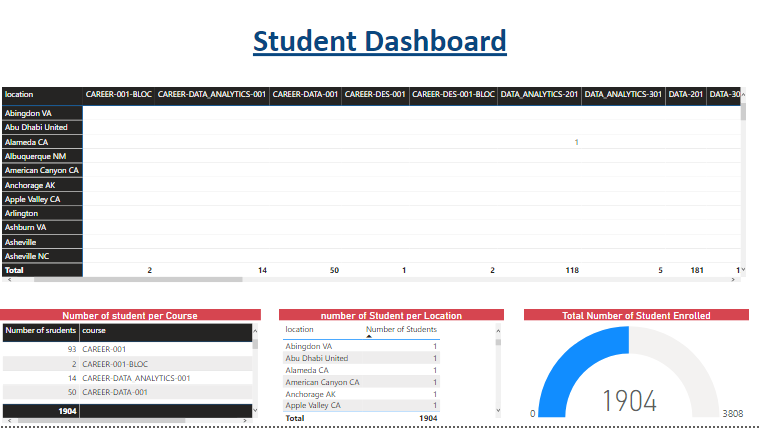 Student Dashboard
location CAREER-001-BLOC CAREER-DATA_ANALYTICS-001 CAREER-DATA-001 CAREER-DES-001 CAREER-DES-001-BLOC DATA_ANALYTICS-201 DATA_ANALYTICS-301 DATA-201 DATA-30
Abingdon VA
Abu Dhabi United
Alameda CA 1
Albuquerque NM
American Canyon CA
Anchorage AK
Apple Valley CA
Arlington
Ashburn VA
Asheville
Asheville NC
Total 2 14 50 1 2 118 5 181 1
Number of student per Course
Number of srudents course
93 CAREER-001
2 CAREER-001-BLOC
14 CAREER-DATA_ANALYTICS-001
50 CAREER-DATA-001
1904
number of Student per Location
location Number of Students
Abingdon VA 1
Abu Dhabi United 1
Alameda CA 1
American Canyon CA 1
Anchorage AK 1
Apple Valley CA 1
Total 1904
Total Number of Student Enrolled
1904
0 3808